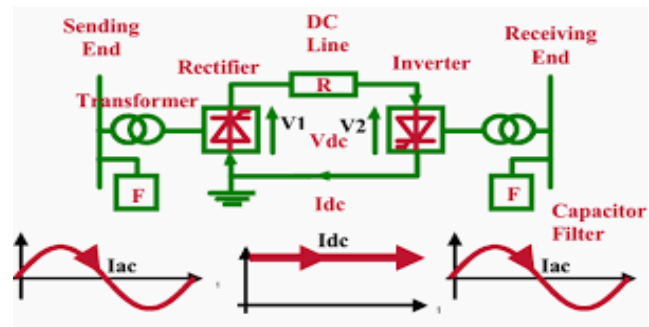 Sending
End
DC
Line
Receiving
End
Rectifier
Inverter
R
Transformer
V1
V2
Vdc
F
F
Idc
Capacitor
Filter
Iac
Idc
Iac
t
t